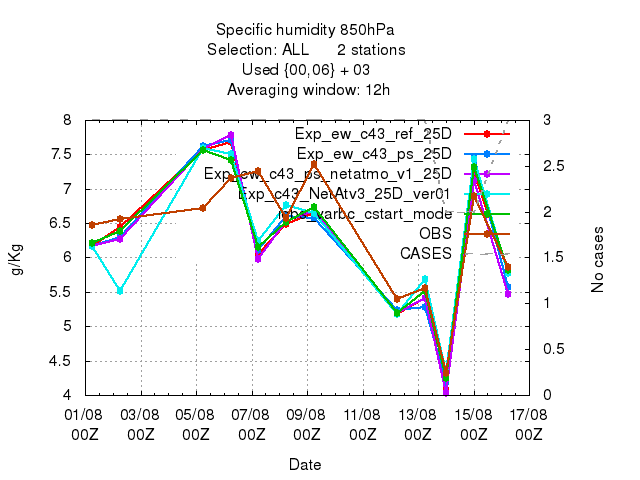 Specific humidity 850hPa
Selection: ALL 2 stations
Used {00,06} + 03
Averaging window: 12h
8
7.5
7
6.5
6
5.5
5
4.5
4
g/Kg
3
2.5
2
1.5
1
0.5
0
No cases
Exp_ew_c43_ref_25D
Exp_ew_c43_ps_25D
Exp_ew_c43_ps_netatmo_v1_25D
Exp_c43_NetAtv3_25D_ver01
OBS
CASES
01/08 03/08 05/08 07/08 09/08 11/08 13/08 15/08 17/08
00Z 00Z 00Z 00Z 00Z 00Z 00Z 00Z 00Z
Date